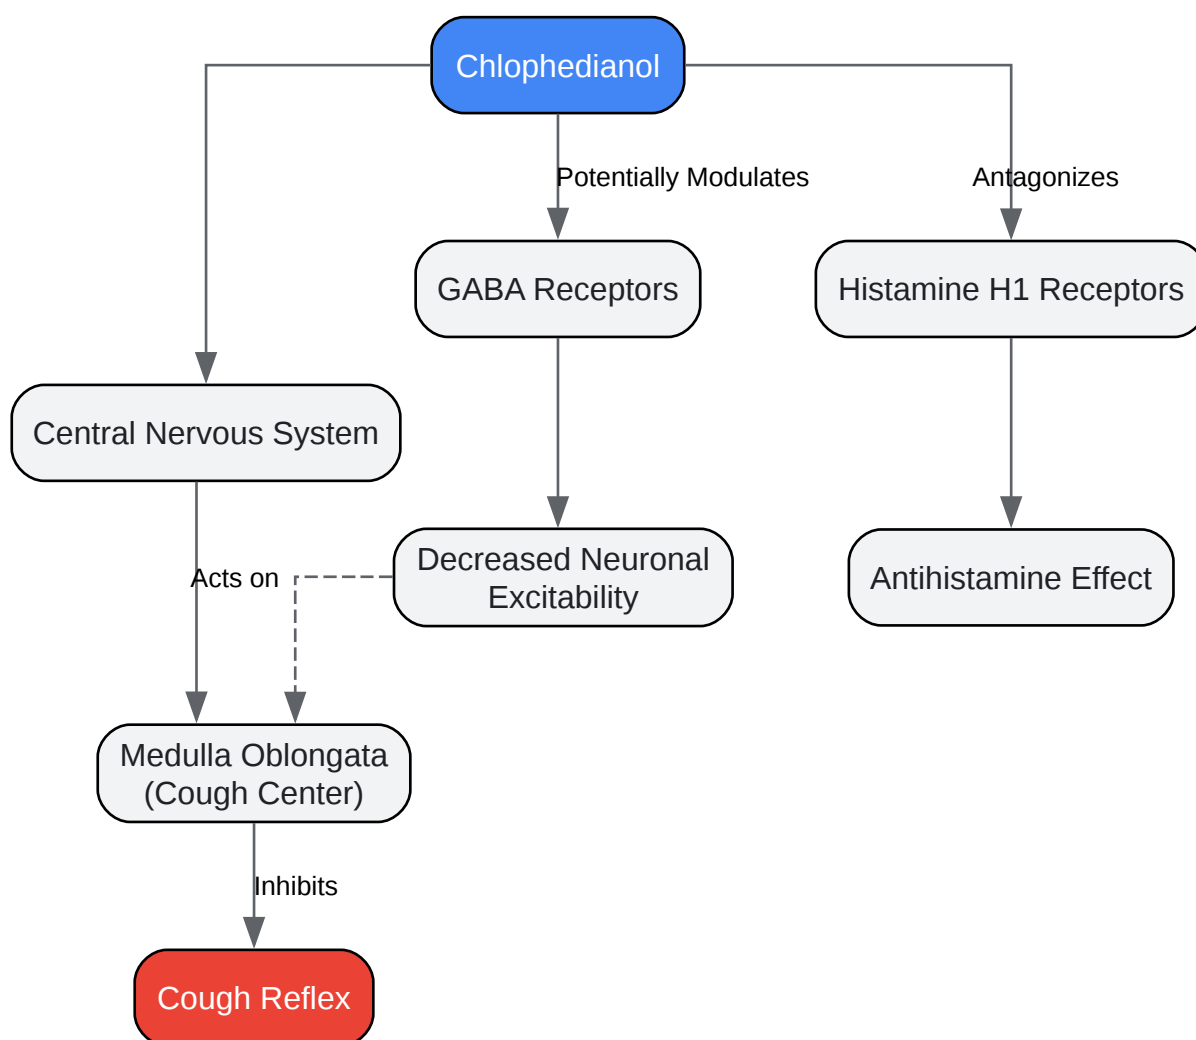 Chlophedianol
Potentially Modulates
Antagonizes
GABA Receptors
Histamine H1 Receptors
Central Nervous System
Decreased Neuronal
Excitability
Antihistamine Effect
Acts on
Medulla Oblongata
(Cough Center)
Inhibits
Cough Reflex